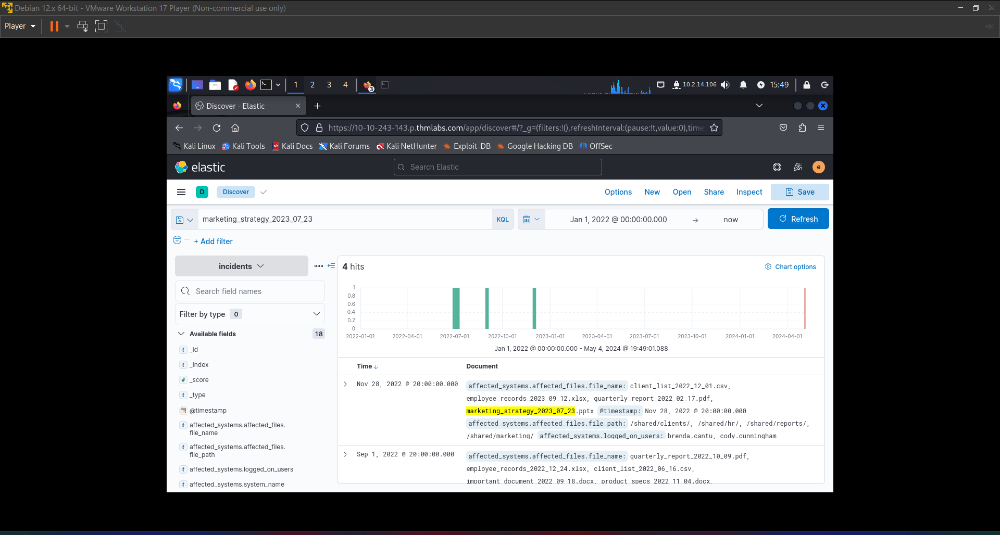 Debian 12.x 64-bit - VMware Workstation 17 Player (Non-commercial use only)
Player
1 2 3 4
3
10.2.14.106
15:49
Discover - Elastic
https://10-10-243-143.p.thmlabs.com/app/discover#/?_g=(filters:!(),refreshInterval:(pause:!t,value:0),time:
Kali Linux Kali Tools Kali Docs Kali Forums Kali NetHunter Exploit-DB Google Hacking DB OffSec
elastic
Search Elastic
e
D
Discover
Options New Open Share Inspect Save
marketing_strategy_2023_07_23
KQL
Jan 1, 2022 @ 00:00:00.000 → now
Refresh
+ Add filter
incidents
Search field names
Filter by type 0
Available fields 18
t _id
t _index
# _score
t _type
@timestamp
t affected_systems.affected_files.
file_name
t affected_systems.affected_files.
file_path
t affected_systems.logged_on_users
t affected_systems.system_name
4 hits
Chart options
1
0.8
0.6
0.4
0.2
0
2022-01-01 2022-04-01 2022-07-01 2022-10-01 2023-01-01 2023-04-01 2023-07-01 2023-10-01 2024-01-01 2024-04-01
Jan 1, 2022 @ 00:00:00.000 - May 4, 2024 @ 19:49:01.088
Time Document
Nov 28, 2022 @ 20:00:00.000
affected_systems.affected_files.file_name: client_list_2022_12_01.csv,
employee_records_2023_09_12.xlsx, quarterly_report_2022_02_17.pdf,
marketing_strategy_2023_07_23.pptx @timestamp: Nov 28, 2022 @ 20:00:00.000
affected_systems.affected_files.file_path: /shared/clients/, /shared/hr/, /shared/reports/,
/shared/marketing/ affected_systems.logged_on_users: brenda.cantu, cody.cunningham
Sep 1, 2022 @ 20:00:00.000
affected_systems.affected_files.file_name: quarterly_report_2022_10_09.pdf,
employee_records_2022_12_24.xlsx, client_list_2022_06_16.csv,
important_document_2022_09_18.docx, product_specs_2022_11_04.docx,